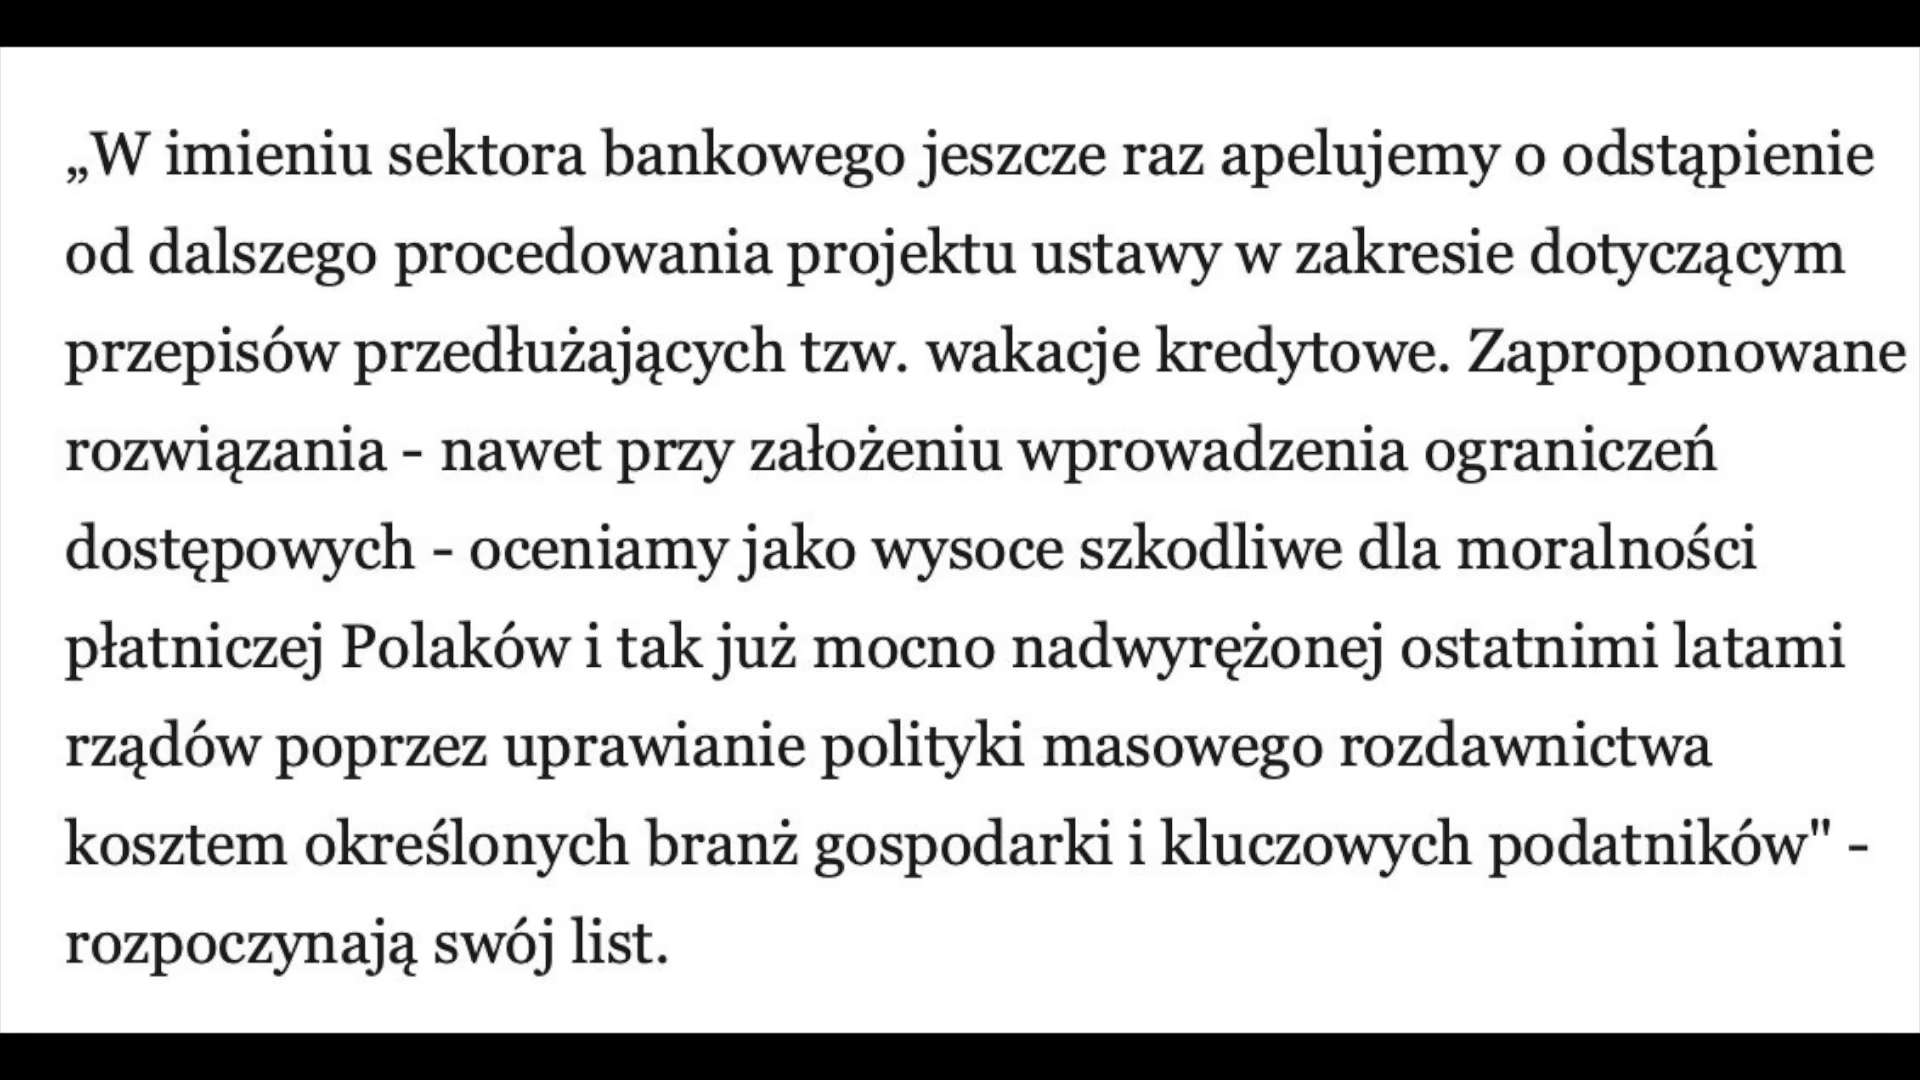 „W imieniu sektora bankowego jeszcze raz apelujemy o odstąpienie
od dalszego procedowania projektu ustawy w zakresie dotyczącym
przepisów przedłużających tzw. wakacje kredytowe. Zaproponowane
rozwiązania - nawet przy założeniu wprowadzenia ograniczeń
dostępowych - oceniamy jako wysoce szkodliwe dla moralności
płatniczej Polaków i tak już mocno nadwyrężonej ostatnimi latami
rządów poprzez uprawianie polityki masowego rozdawnictwa
kosztem określonych branż gospodarki i kluczowych podatników" -
rozpoczynają swój list.